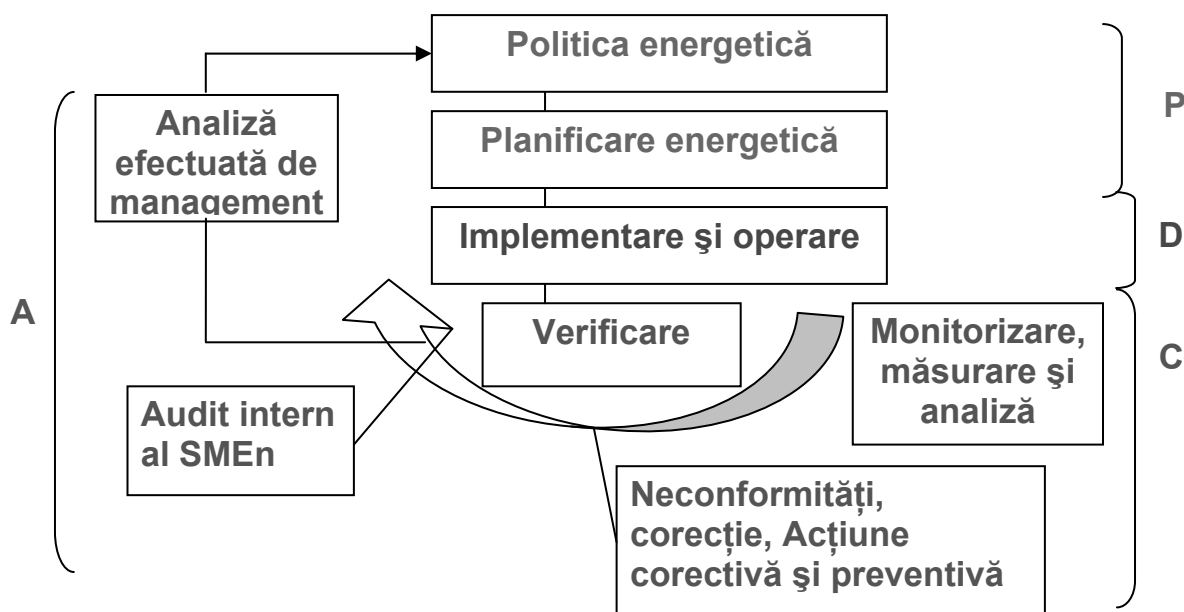 Politica energetică
P
Analiză
efectuată de
management
Planificare energetică
Implementare şi operare
D
A
Verificare
Monitorizare,
măsurare şi
analiză
C
Audit intern
al SMEn
Neconformități,
corecție, Acțiune
corectivă şi preventivă